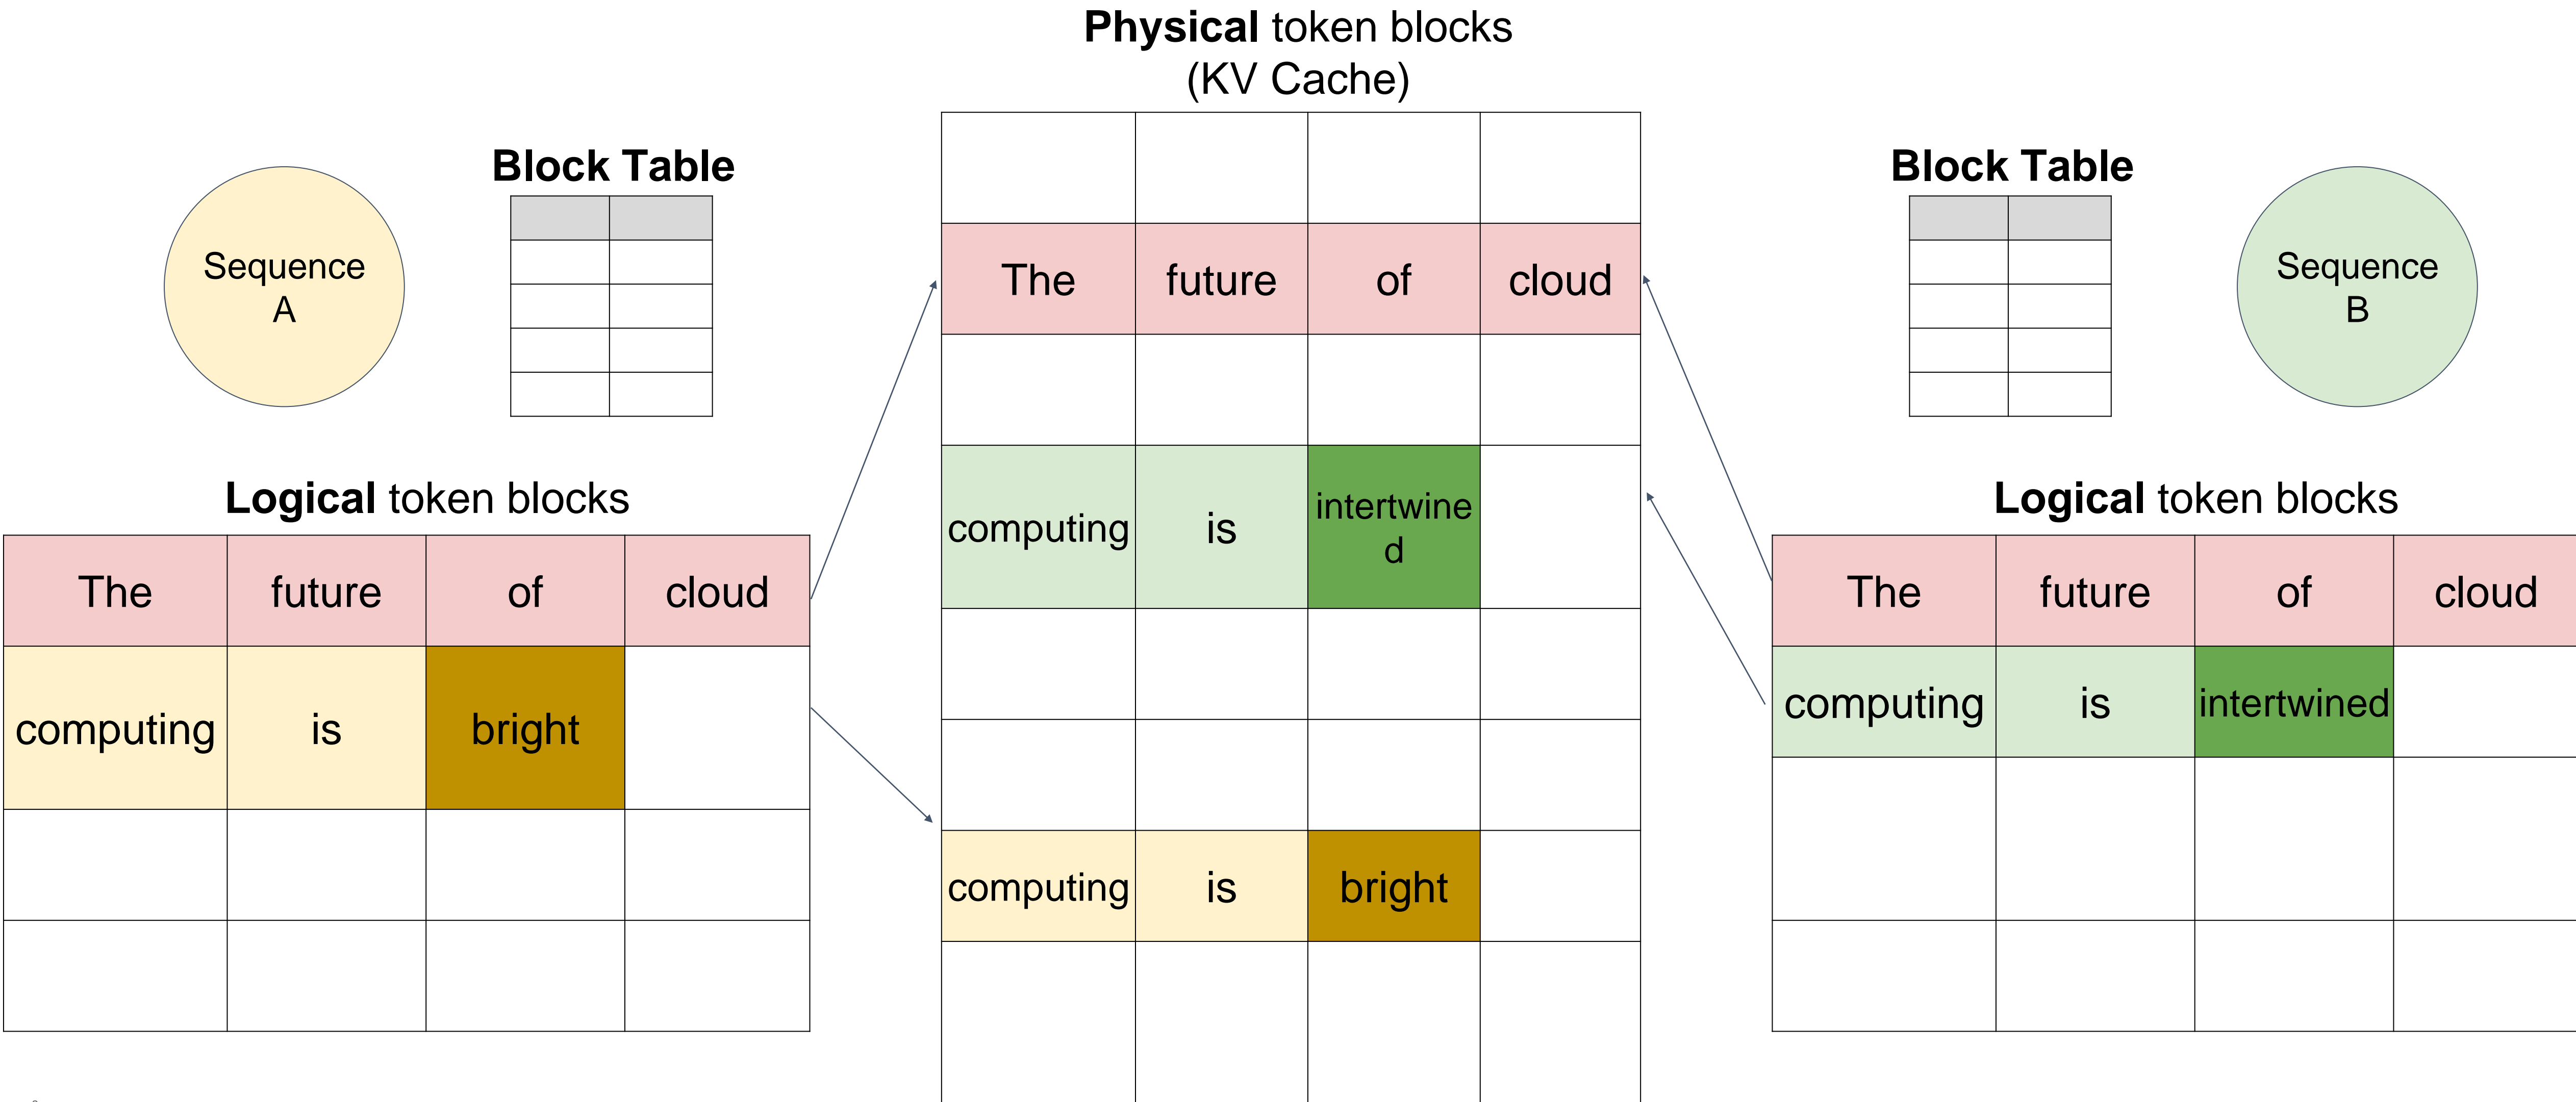 Physical token blocks
(KV Cache)
Sequence
A
Block Table
Block Table
Sequence
B
The future of cloud
computing is intertwine
d
computing is bright
Logical token blocks
The future of cloud
computing is bright
Logical token blocks
The future of cloud
computing is intertwined